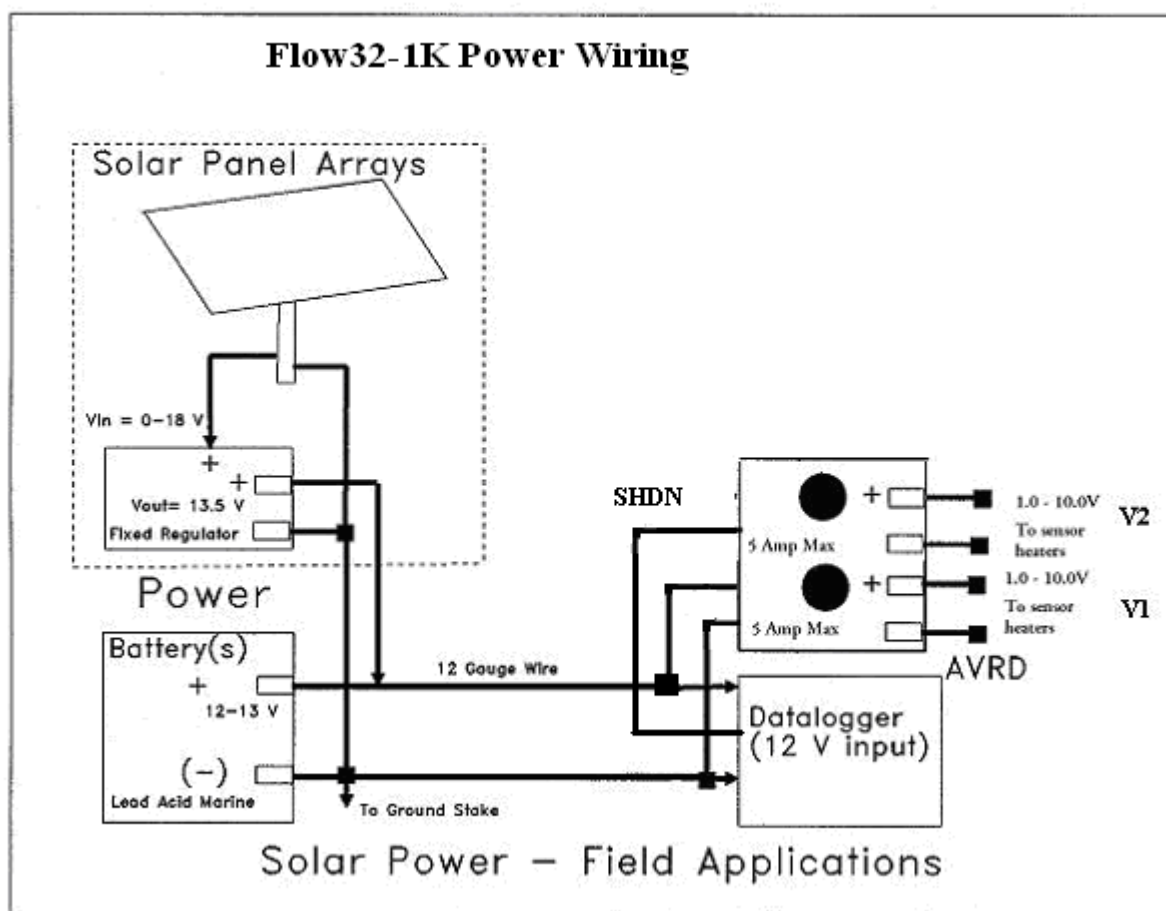 Flow32-1K Power Wiring
Solar Panel Arrays
VIn = 0-18 V
+
+
Vout= 13.5 V
FIxed Regulator
Power
Battery(s)
+
12-13 V
(-)
Lead Acid Marine
12 Gauge Wire
To Ground Stake
SHDN
+
5 Amp Max
+
5 Amp Max
1.0 - 10.0V
V2
To sensor
heaters
1.0 - 10.0V
To sensor
V1
heaters
AVRD
Datalogger
(12 V input)
Solar Power - Field Applications